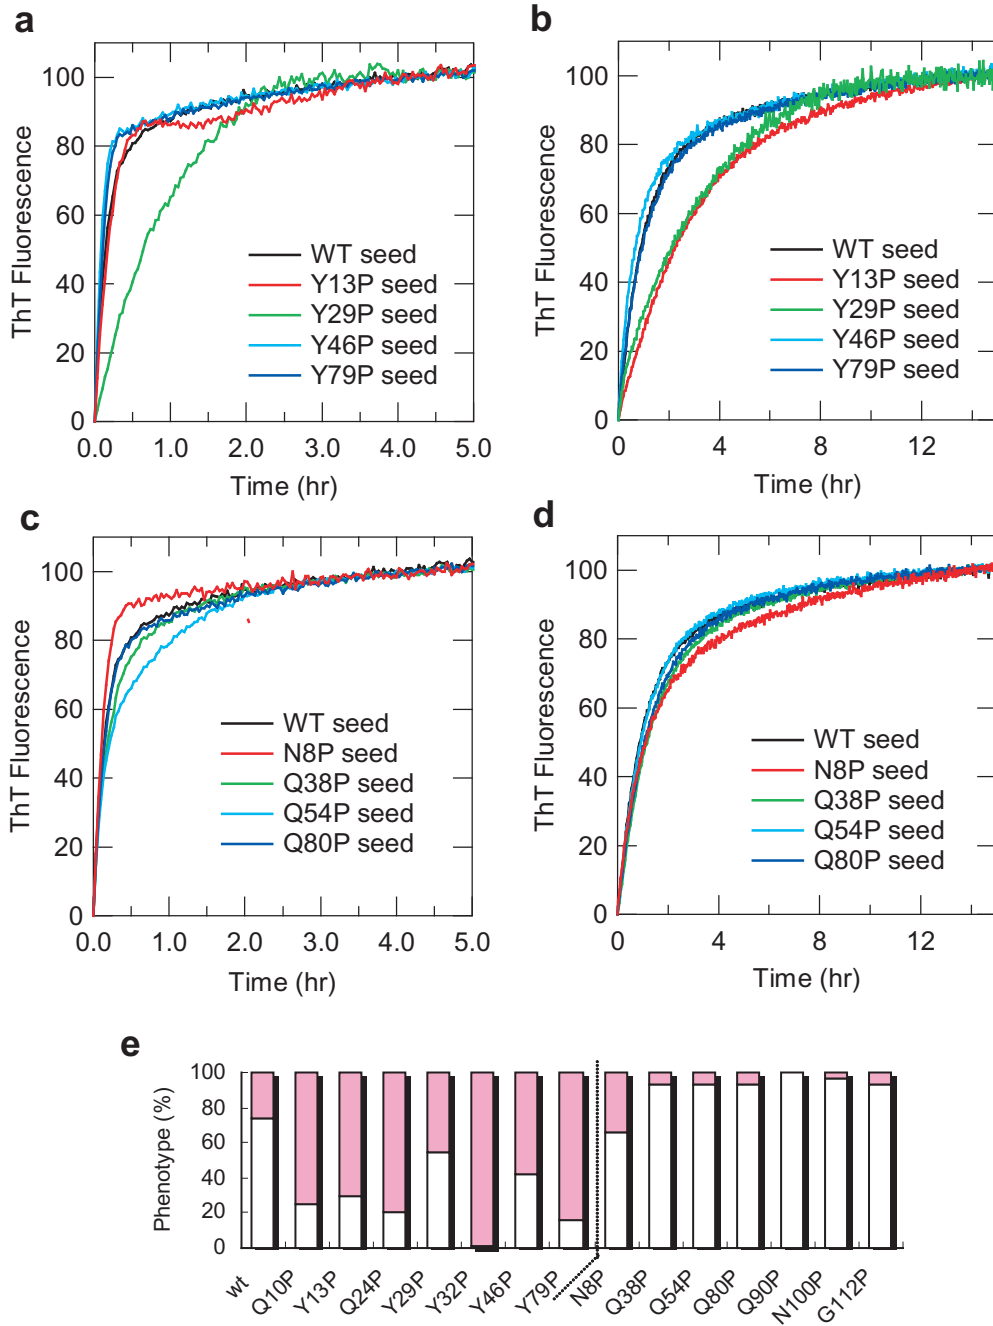 a
100
80
60
40
20
0
ThT Fluorescence
WT seed
Y13P seed
Y29P seed
Y46P seed
Y79P seed
0.0 1.0 2.0 3.0 4.0 5.0
Time (hr)
b
100
80
60
40
20
0
ThT Fluorescence
WT seed
Y13P seed
Y29P seed
Y46P seed
Y79P seed
0 4 8 12
Time (hr)
c
100
80
60
40
20
0
ThT Fluorescence
WT seed
N8P seed
Q38P seed
Q54P seed
Q80P seed
0.0 1.0 2.0 3.0 4.0 5.0
Time (hr)
d
100
80
60
40
20
0
ThT Fluorescence
WT seed
N8P seed
Q38P seed
Q54P seed
Q80P seed
0 4 8 12
Time (hr)
e
100
80
60
40
20
0
Phenotype (%)
wt
Q10P
Y13P
Q24P
Y29P
Y32P
Y46P
Y79P
N8P
Q38P
Q54P
Q80P
Q90P
N100P
G112P